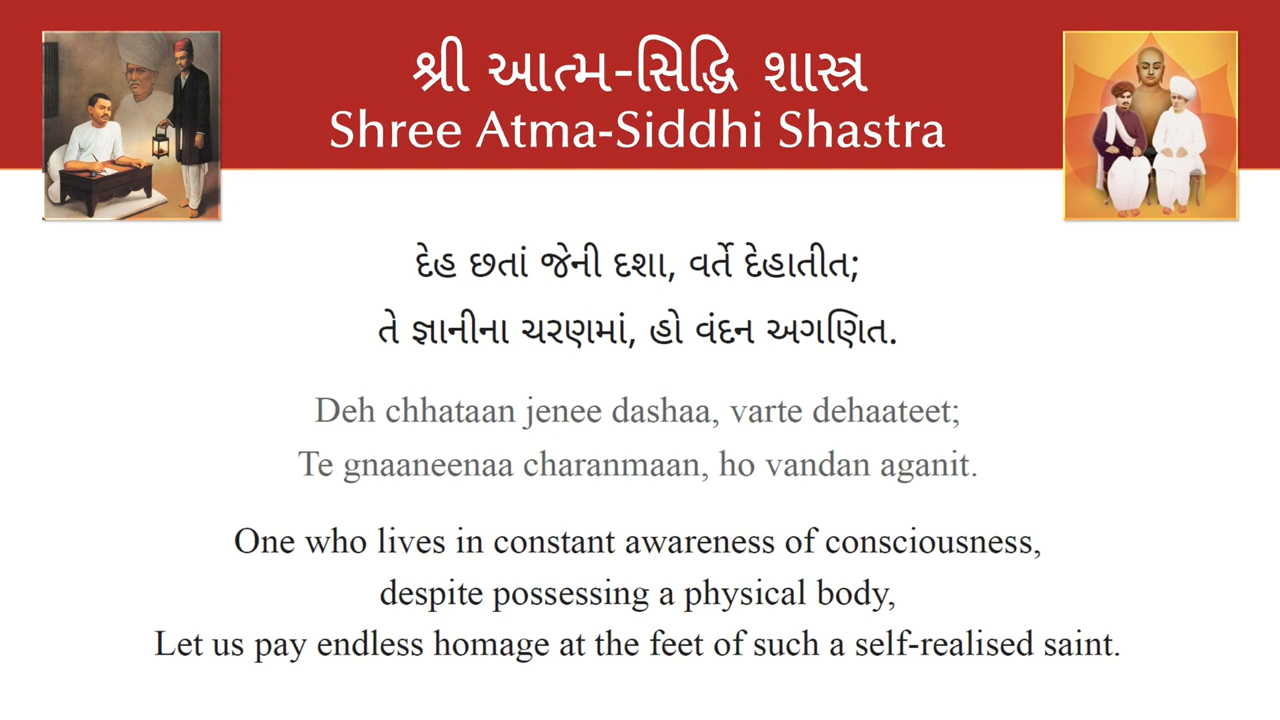 શ્રી આત્મ-સિદ્ધિ શાસ્ત્ર
Shree Atma-Siddhi Shastra
દેહ છતાં જેની દશા, વર્તે દેહાતીત;
તે જ્ઞાનીના ચરણમાં, હો વંદન અગણિત.
Deh chhataan jenee dashaa, varte dehaateet;
Te gnaaneenaa charanmaan, ho vandan aganit.
One who lives in constant awareness of consciousness,
despite possessing a physical body,
Let us pay endless homage at the feet of such a self-realised saint.